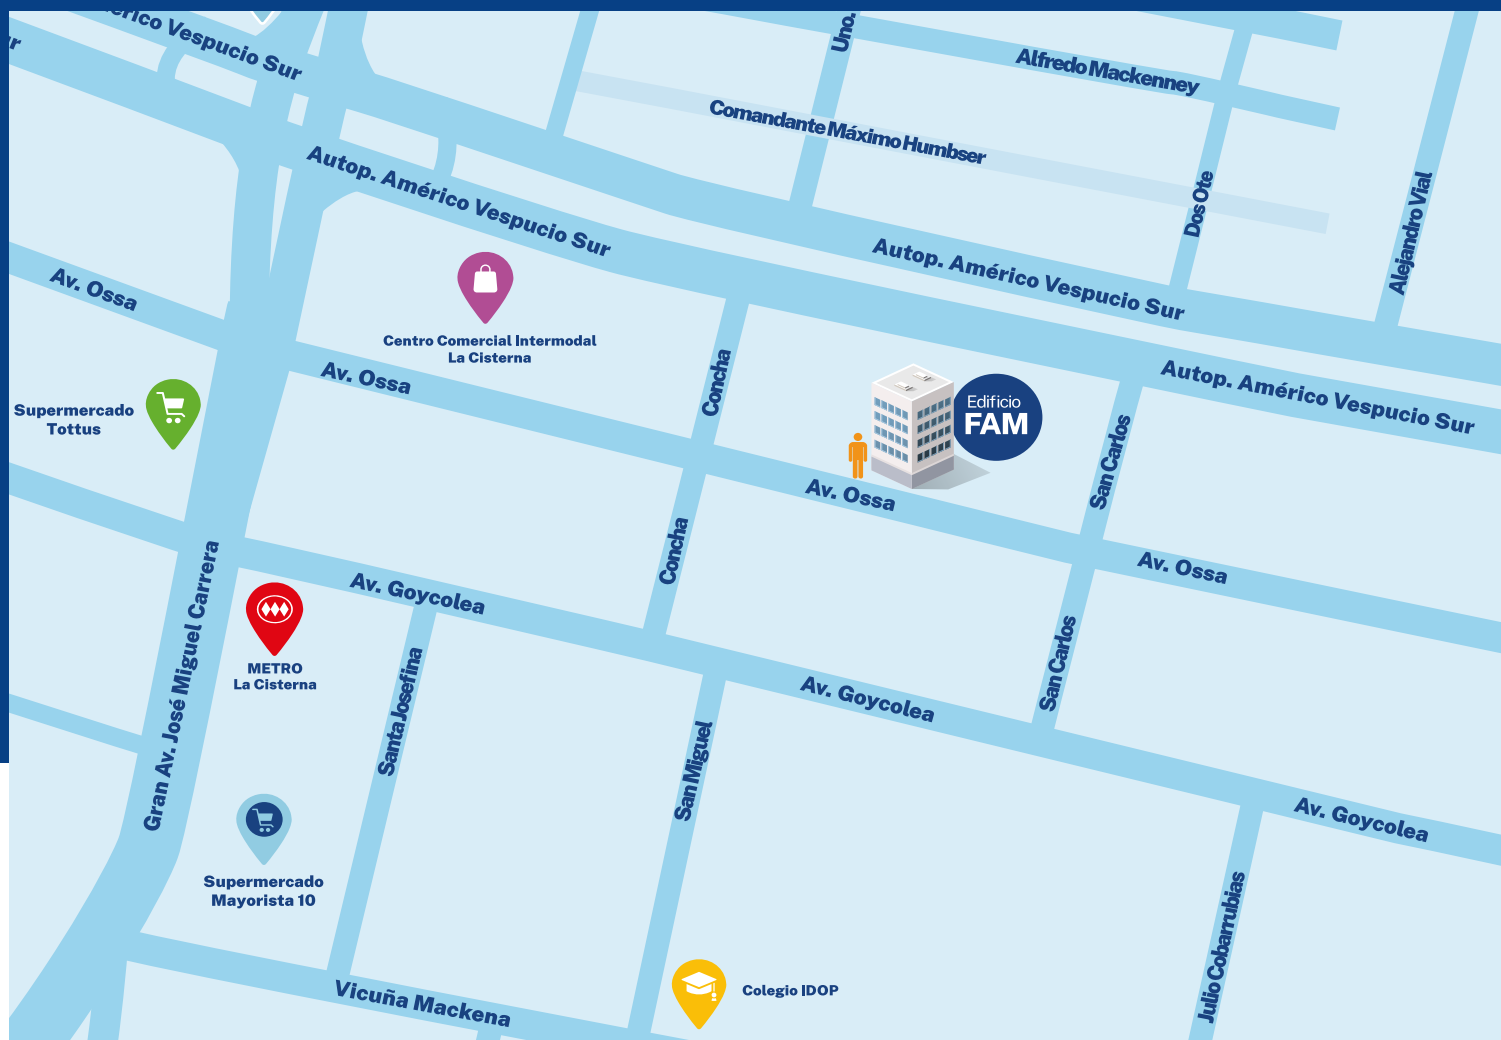 érico Vespucio Sur
ur
Uno.
Alfredo Mackenney
Comandante Máximo Humbser
Autop. Américo Vespucio Sur
Dos Ote
Alejandro Vial
Autop. Américo Vespucio Sur
Av. Ossa
Centro Comercial Intermodal
La Cisterna
Av. Ossa
Concha
Autop. Américo Vespucio Sur
Supermercado
Tottus
Edificio
FAM
San Carlos
Av. Ossa
Concha
Av. Ossa
Gran Av. José Miguel Carrera
Av. Goycolea
METRO
La Cisterna
Santa Josefina
San Carlos
Av. Goycolea
San Miguel
Av. Goycolea
Supermercado
Mayorista 10
Julio Cobarrubias
Vicuña Mackena
Colegio IDOP